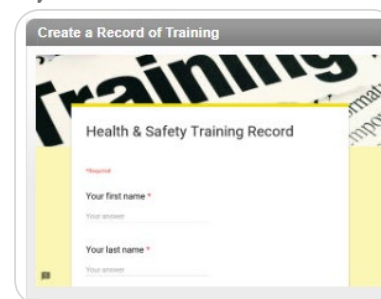 Create a Record of Training
Training
Health & Safety Training Record
*Required
Your first name *
Your answer
Your last name *
Your answer